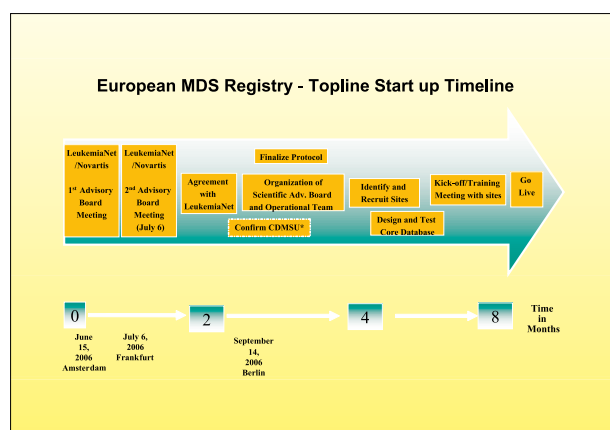 European MDS Registry - Topline Start up Timeline
LeukemiaNet
/Novartis
1st Advisory
Board
Meeting
LeukemiaNet
/Novartis
2nd Advisory
Board
Meeting
(July 6)
Agreement
with
LeukemiaNet
Finalize Protocol
Organization of
Scientific Adv. Board
and Operational Team
Confirm CDMSU*
Identify and
Recruit Sites
Design and Test
Core Database
Kick-off/Training
Meeting with sites
Go
Live
0
2
4
8
Time
in
Months
June
15,
2006
Amsterdam
July 6,
2006
Frankfurt
September
14,
2006
Berlin